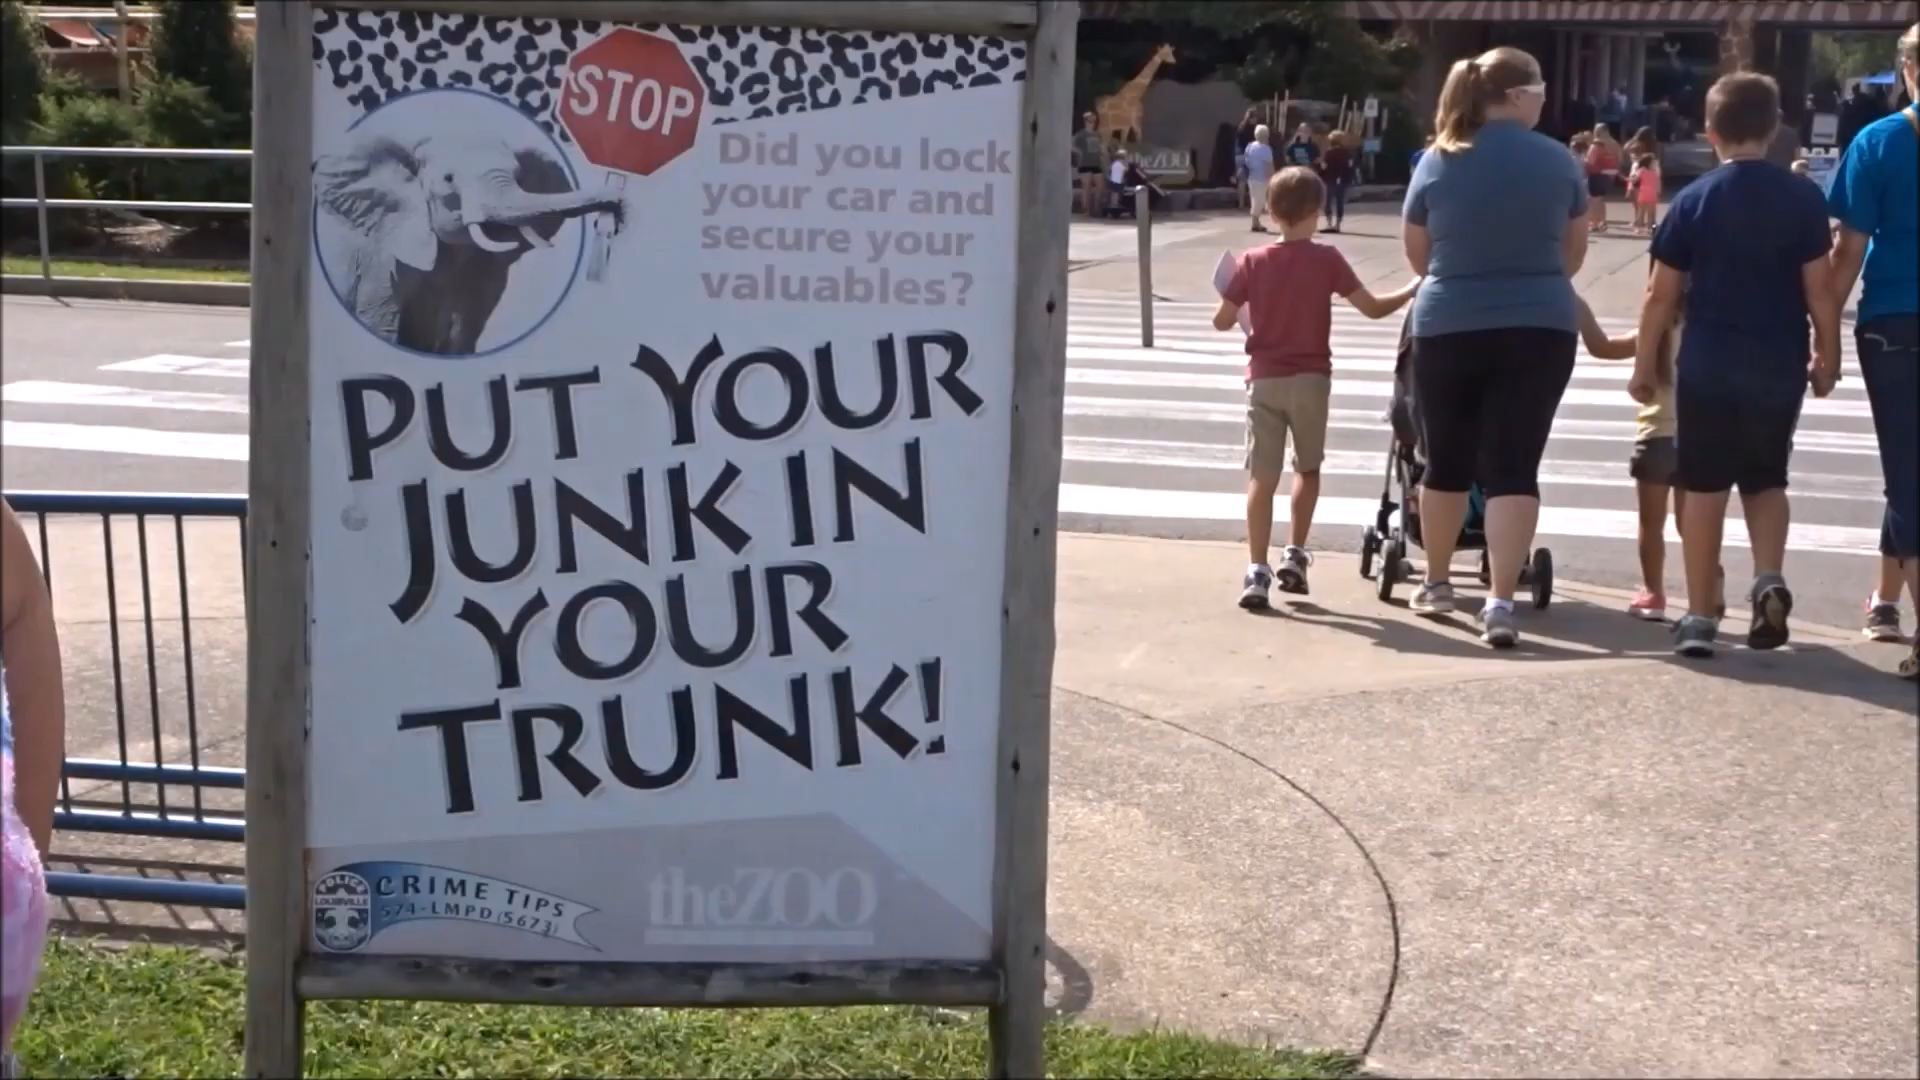 STOP
Did you lock
your car and
secure your
valuables?
PUT YOUR
JUNK IN
YOUR
TRUNK!
POLICE
LOUISVILLE
CRIME TIPS
574-LMPD (5673)
theZOO
theZOO